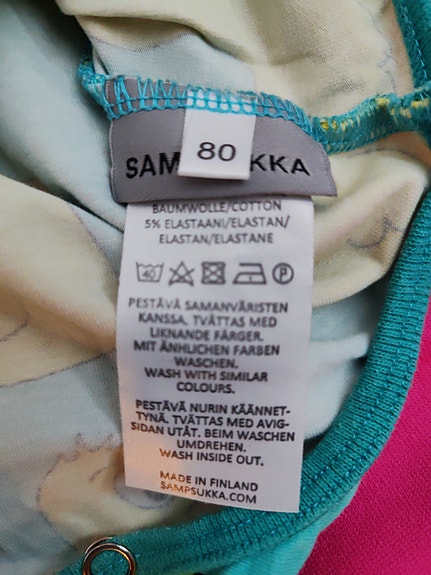 80
SAM KKA
BAUMWOLLE/COTTON
5% ELASTAANI/ELASTAN/
ELASTAN/ELASTANE
40 P
PESTÄVÄ SAMANVÄRISTEN
KANSSA. TVÄTTAS MED
LIKNANDE FÄRGER.
MIT ÄHNLICHEN FARBEN
WASCHEN.
WASH WITH SIMILAR
COLOURS.
PESTÄVÄ NURIN KÄÄNNET-
TYNÄ. TVÄTTAS MED AVIG-
SIDAN UTÅT. BEIM WASCHEN
UMDREHEN.
WASH INSIDE OUT.
MADE IN FINLAND
SAMPSUKKA.COM